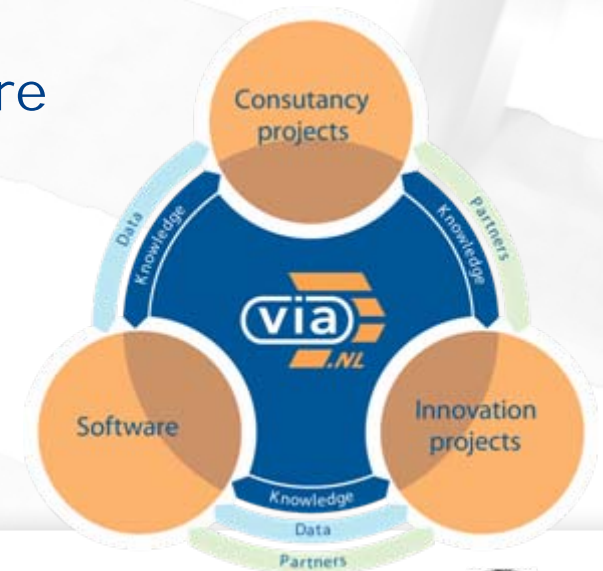 re
Consutancy
projects
Data
Knowledge
Knowledge
Partners
via
.NL
Software
Innovation
projects
Knowledge
Data
Partners